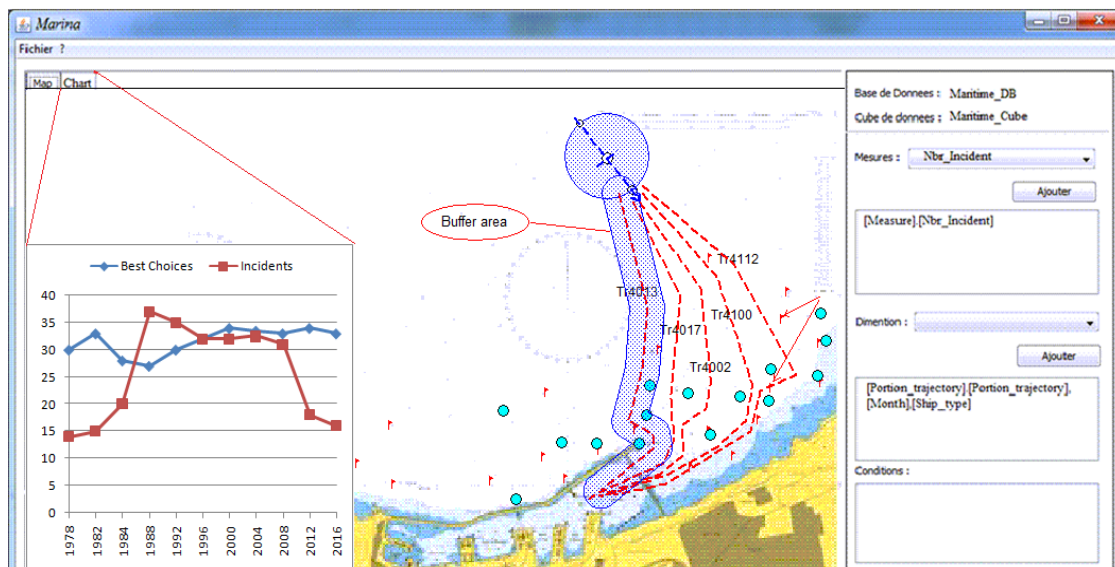 Marina
Fichier ?
Map Chart
Base de Donnees : Maritime_DB
Cube de donnees : Maritime_Cube
Mesures : Nbr_Incident
Ajouter
[Measure].[Nbr_Incident]
Dimention :
Ajouter
[Portion_trajectory].[Portion_trajectory],
[Month],[Ship_type]
Conditions :
Buffer area
Tr4112
Tr4013
Tr4100
Tr4017
Tr4002
Best Choices Incidents
40
35
30
25
20
15
10
5
0
1978 1982 1984 1988 1992 1996 2000 2004 2008 2012 2016